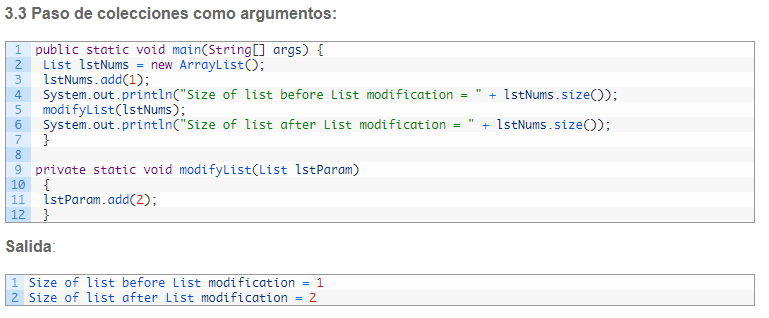 3.3 Paso de colecciones como argumentos:
1 public static void main(String[] args) {
2 List lstNums = new ArrayList();
3 lstNums.add(1);
4 System.out.println("Size of list before List modification = " + lstNums.size());
5 modifyList(lstNums);
6 System.out.println("Size of list after List modification = " + lstNums.size());
7 }
8
9 private static void modifyList(List lstParam)
10 {
11 lstParam.add(2);
12 }
Salida:
1 Size of list before List modification = 1
2 Size of list after List modification = 2